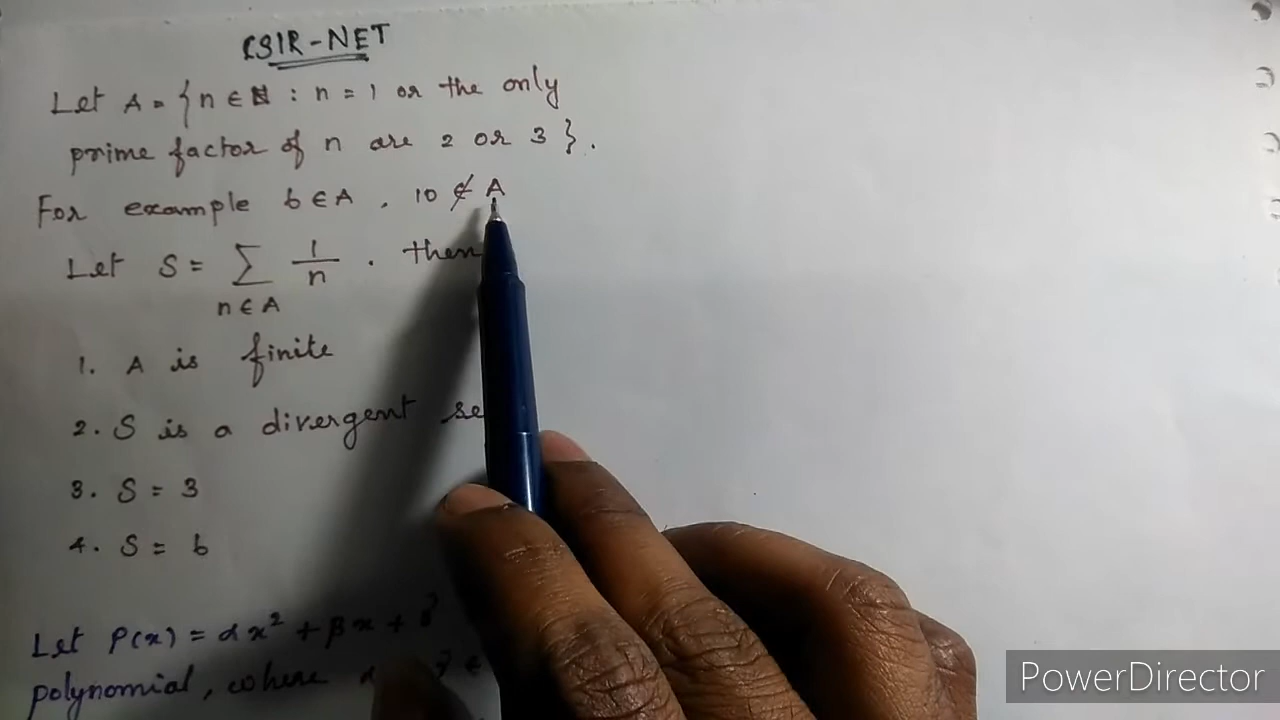 CSIR-NET
Let A = {n ∈ ℕ : n = 1 or the only
prime factor of n are 2 or 3}.
For example 6 ∈ A , 10 ∉ A
Let S = ∑ 1/n . then
n ∈ A
1. A is finite
2. S is a divergent se
3. S = 3
4. S = 6
Let P(x) = αx² + βx +
polynomial, where
PowerDirector